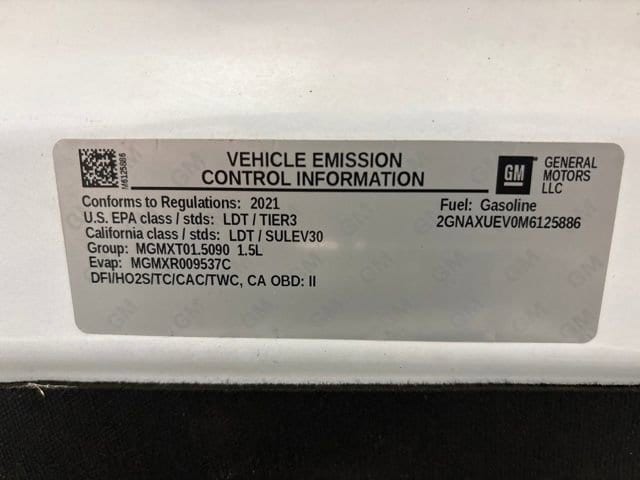 M6125886
VEHICLE EMISSION
CONTROL INFORMATION
GM
GENERAL
MOTORS
LLC
Conforms to Regulations: 2021
U.S. EPA class / stds: LDT / TIER3
California class / stds: LDT / SULEV30
Group: MGMXT01.5090 1.5L
Evap: MGMXR009537C
DFI/HO2S/TC/CAC/TWC, CA OBD: II
Fuel: Gasoline
2GNAXUEV0M6125886